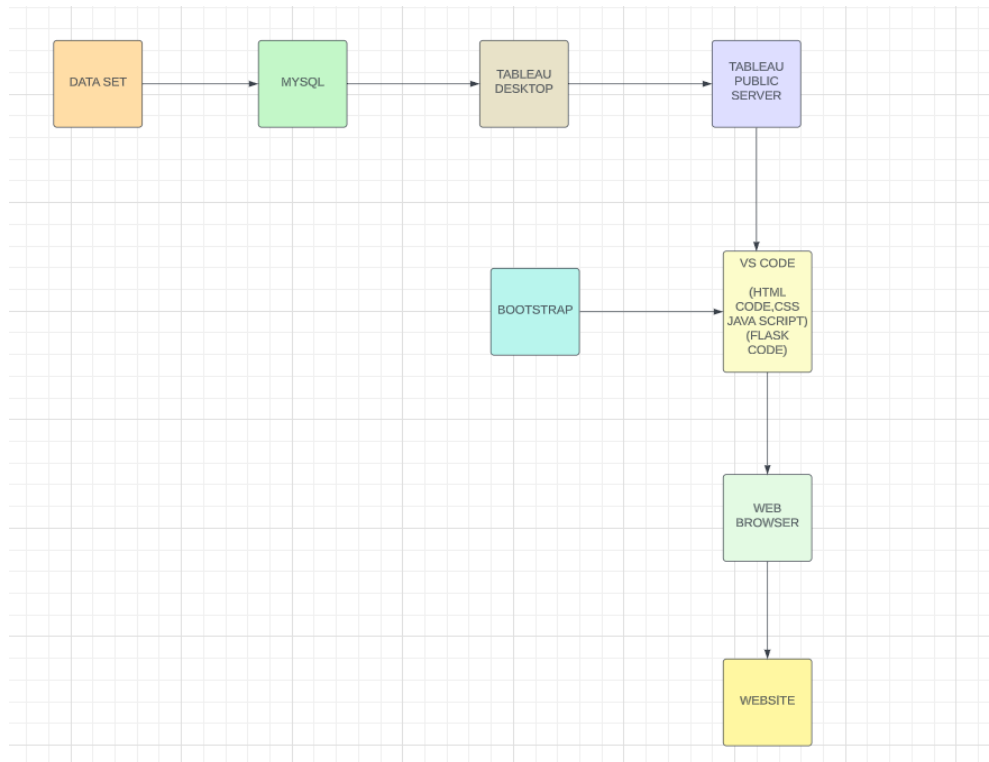 DATA SET
MYSQL
TABLEAU
DESKTOP
TABLEAU
PUBLIC
SERVER
BOOTSTRAP
VS CODE
(HTML
CODE,CSS
JAVA SCRIPT)
(FLASK
CODE)
WEB
BROWSER
WEBSITE